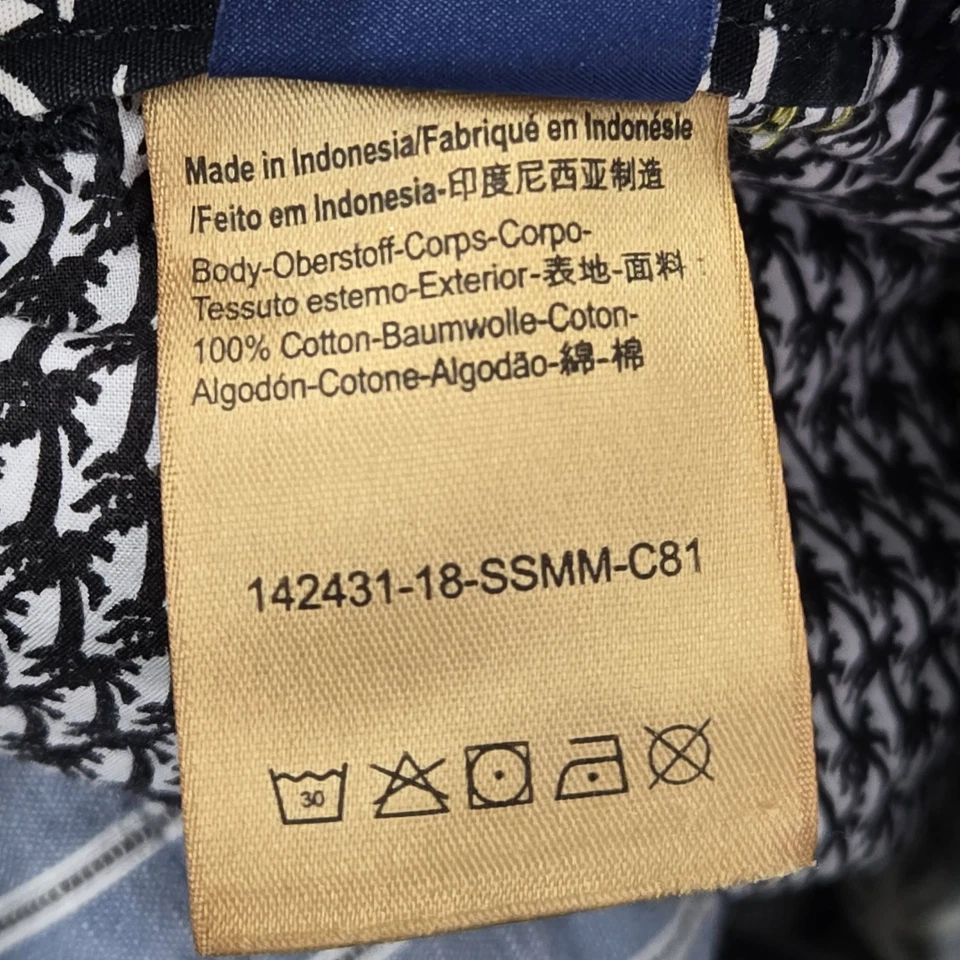 Made in Indonesia/Fabriqué en Indonésie
/Feito em Indonesia-印度尼西亚制造
Body-Oberstoff-Corps-Corpo-
Tessuto esterno-Exterior-表地-面料 :
100% Cotton-Baumwolle-Coton-
Algodón-Cotone-Algodão-綿-棉
142431-18-SSMM-C81
30